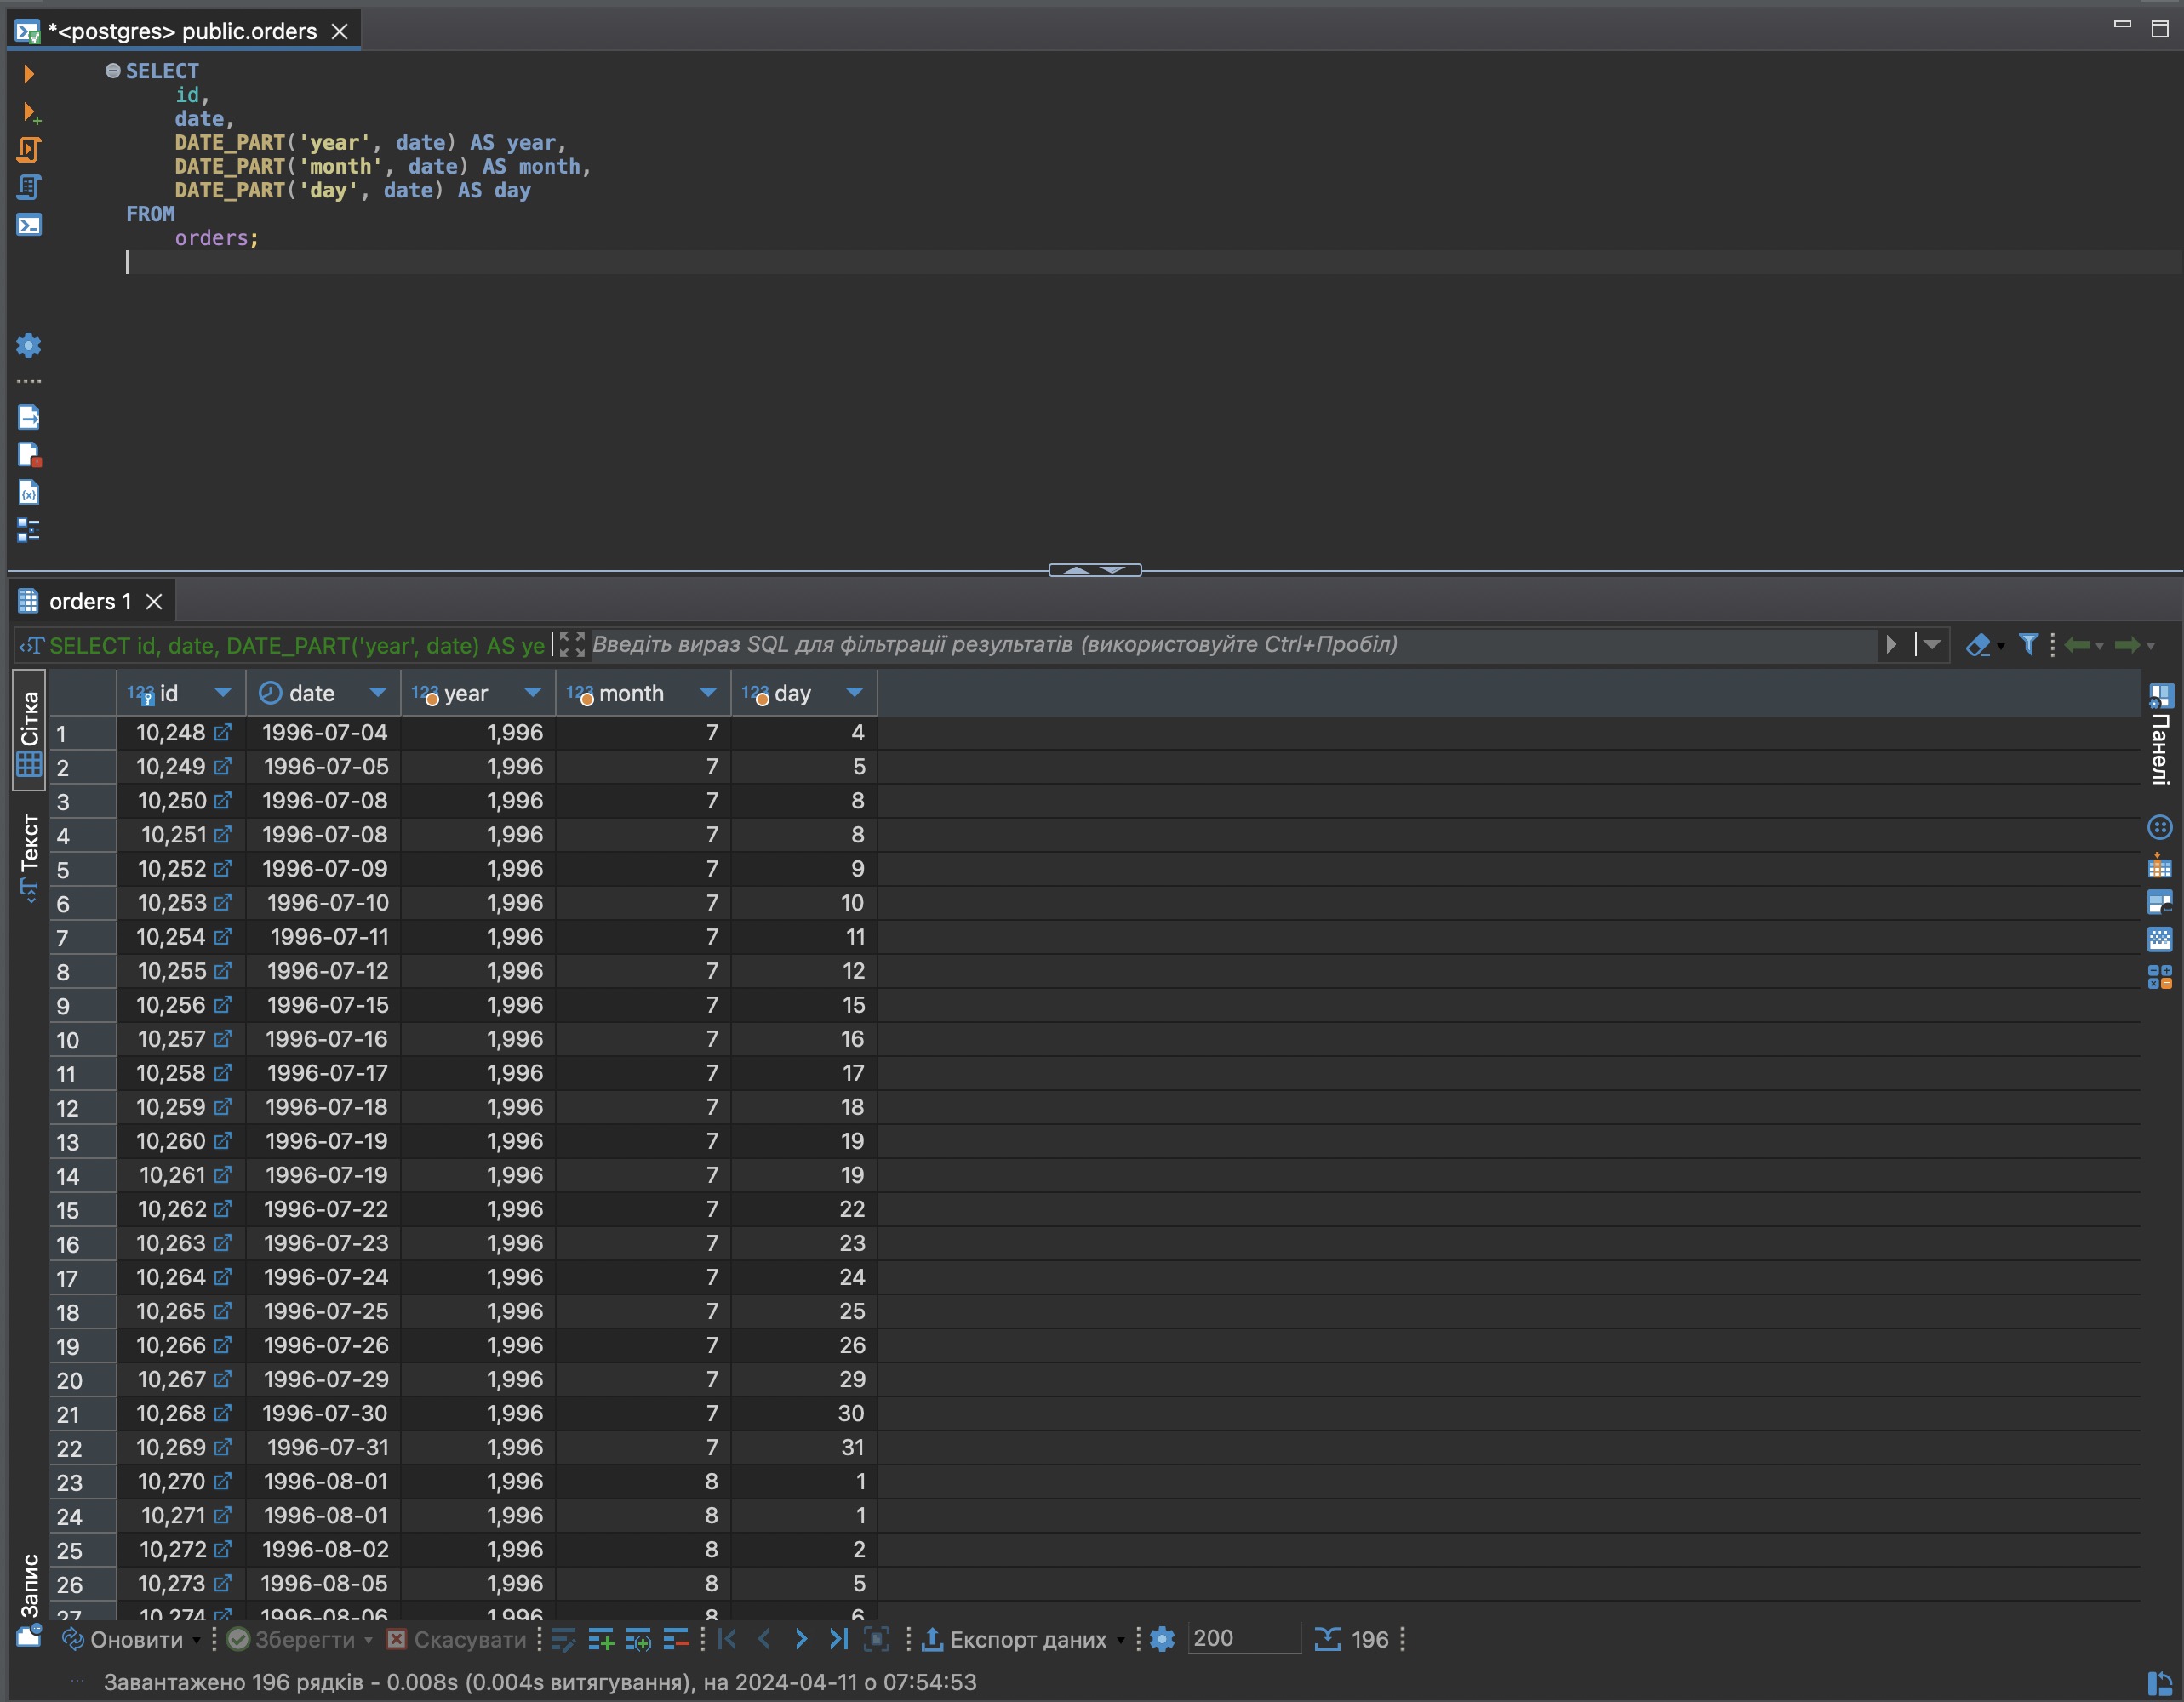 *<postgres> public.orders
SELECT
id,
date,
DATE_PART('year', date) AS year,
DATE_PART('month', date) AS month,
DATE_PART('day', date) AS day
FROM
orders;
orders 1
SELECT id, date, DATE_PART('year', date) AS ye
Введіть вираз SQL для фільтрації результатів (використовуйте Ctrl+Пробіл)
Сітка
Текст
Запис
Панелі
123 id 123 date 123 year 123 month 123 day
1 10,248 1996-07-04 1,996 7 4
2 10,249 1996-07-05 1,996 7 5
3 10,250 1996-07-08 1,996 7 8
4 10,251 1996-07-08 1,996 7 8
5 10,252 1996-07-09 1,996 7 9
6 10,253 1996-07-10 1,996 7 10
7 10,254 1996-07-11 1,996 7 11
8 10,255 1996-07-12 1,996 7 12
9 10,256 1996-07-15 1,996 7 15
10 10,257 1996-07-16 1,996 7 16
11 10,258 1996-07-17 1,996 7 17
12 10,259 1996-07-18 1,996 7 18
13 10,260 1996-07-19 1,996 7 19
14 10,261 1996-07-19 1,996 7 19
15 10,262 1996-07-22 1,996 7 22
16 10,263 1996-07-23 1,996 7 23
17 10,264 1996-07-24 1,996 7 24
18 10,265 1996-07-25 1,996 7 25
19 10,266 1996-07-26 1,996 7 26
20 10,267 1996-07-29 1,996 7 29
21 10,268 1996-07-30 1,996 7 30
22 10,269 1996-07-31 1,996 7 31
23 10,270 1996-08-01 1,996 8 1
24 10,271 1996-08-01 1,996 8 1
25 10,272 1996-08-02 1,996 8 2
26 10,273 1996-08-05 1,996 8 5
27 10,274 1996-08-06 1,996 8 6
Оновити Зберегти Скасувати Експорт даних 200 196
Завантажено 196 рядків - 0.008s (0.004s витягування), на 2024-04-11 о 07:54:53